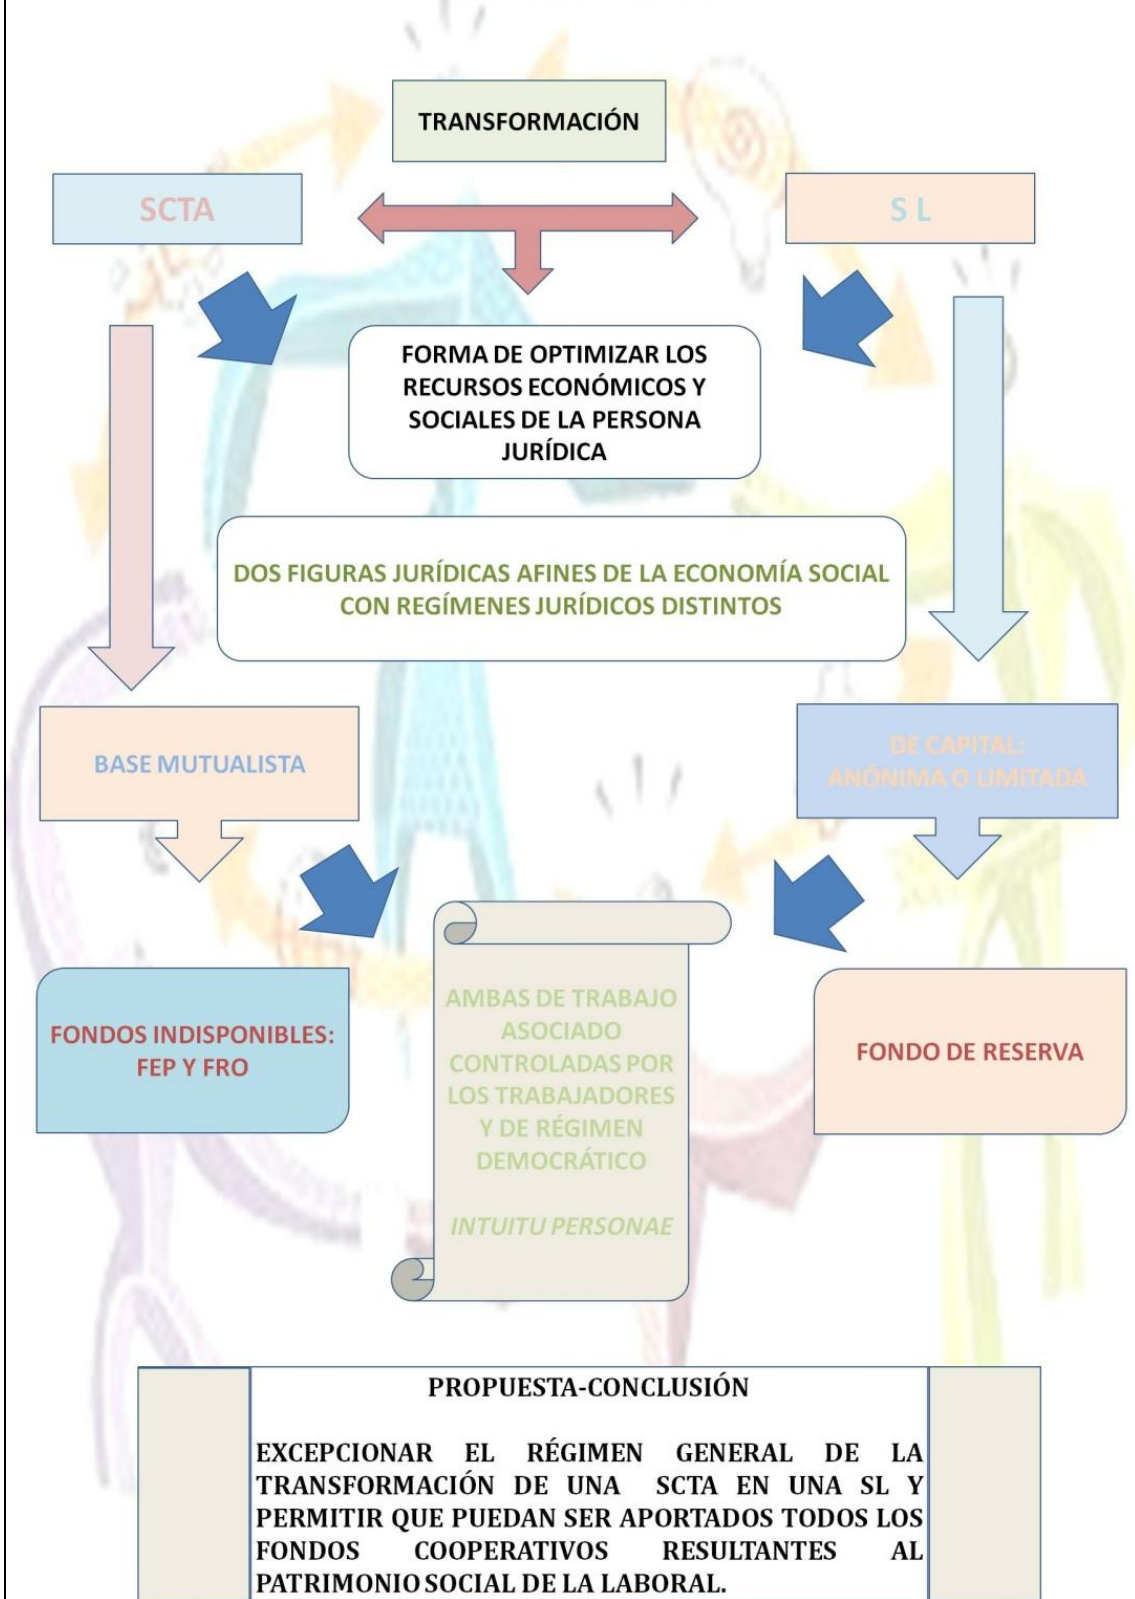 TRANSFORMACIÓN
SCTA
S L
FORMA DE OPTIMIZAR LOS
RECURSOS ECONÓMICOS Y
SOCIALES DE LA PERSONA
JURÍDICA
DOS FIGURAS JURÍDICAS AFINES DE LA ECONOMÍA SOCIAL
CON REGÍMENES JURÍDICOS DISTINTOS
BASE MUTUALISTA
DE CAPITAL:
ANÓNIMA O LIMITADA
FONDOS INDISPONIBLES:
FEP Y FRO
AMBAS DE TRABAJO
ASOCIADO
CONTROLADAS POR
LOS TRABAJADORES
Y DE RÉGIMEN
DEMOCRÁTICO
INTUITU PERSONAE
FONDO DE RESERVA
PROPUESTA-CONCLUSIÓN
EXCEPCIONAR EL RÉGIMEN GENERAL DE LA
TRANSFORMACIÓN DE UNA SCTA EN UNA SL Y
PERMITIR QUE PUEDAN SER APORTADOS TODOS LOS
FONDOS COOPERATIVOS RESULTANTES AL
PATRIMONIO SOCIAL DE LA LABORAL.